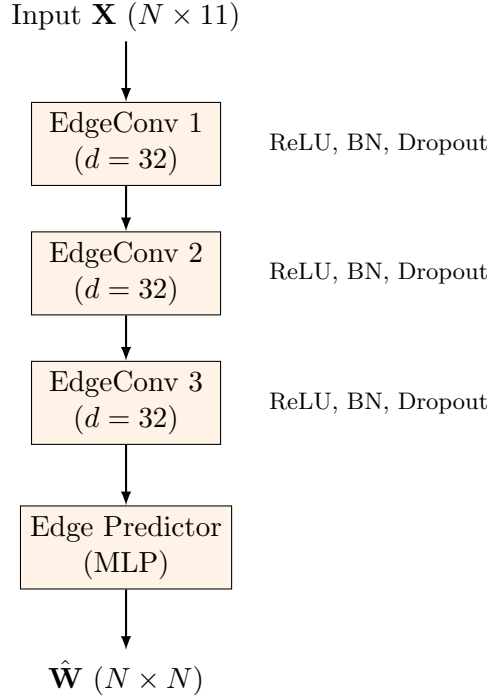 Input X (N × 11)
EdgeConv 1
(d = 32)
ReLU, BN, Dropout
EdgeConv 2
(d = 32)
ReLU, BN, Dropout
EdgeConv 3
(d = 32)
ReLU, BN, Dropout
Edge Predictor
(MLP)
Ŵ (N × N)